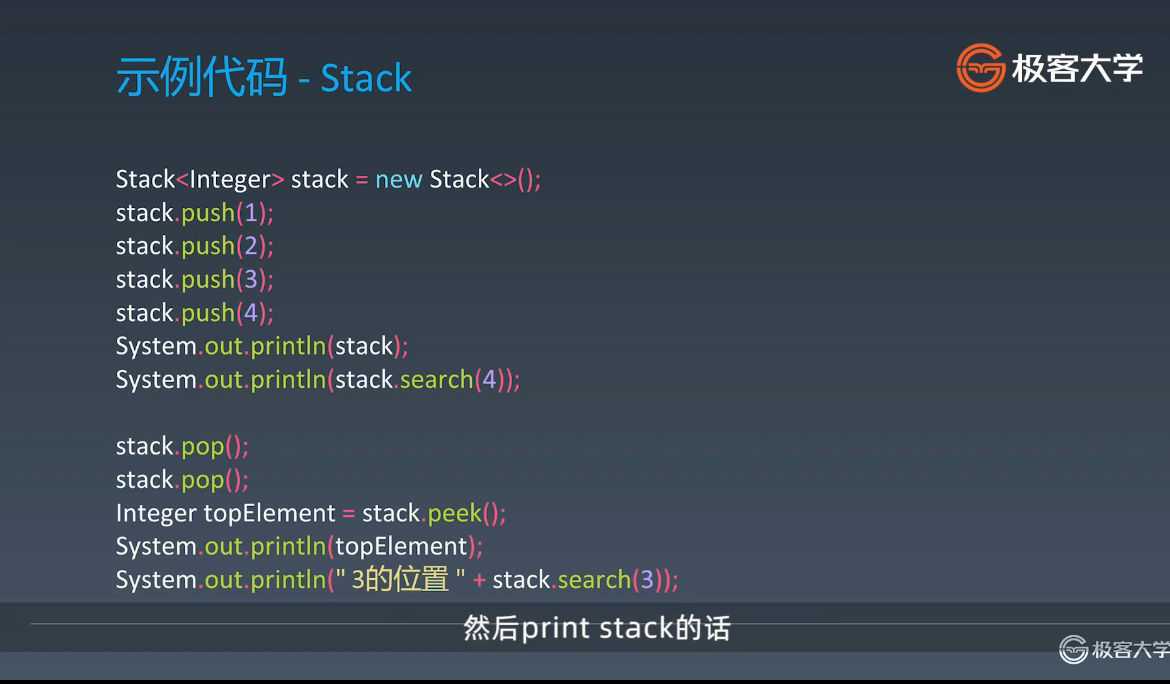 示例代码 - Stack
极客大学
Stack<Integer> stack = new Stack<>();
stack.push(1);
stack.push(2);
stack.push(3);
stack.push(4);
System.out.println(stack);
System.out.println(stack.search(4));
stack.pop();
stack.pop();
Integer topElement = stack.peek();
System.out.println(topElement);
System.out.println(" 3的位置 " + stack.search(3));
然后print stack的话
极客大学